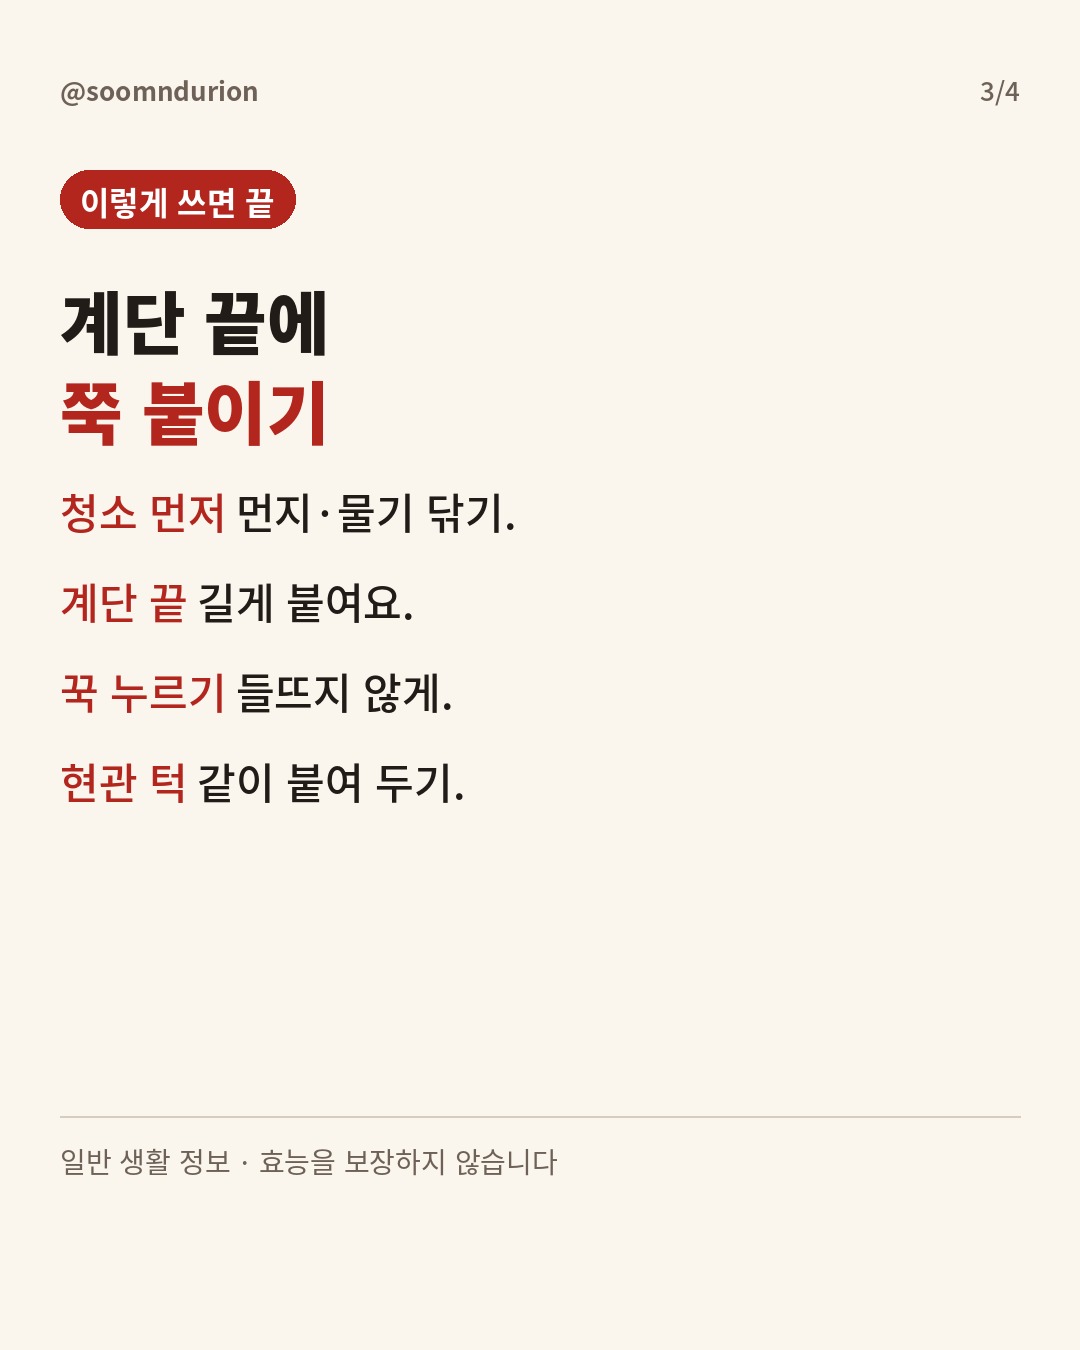 @soomndurion
3/4
이렇게 쓰면 끝
계단 끝에
쭉 붙이기
청소 먼저 먼지·물기 닦기.
계단 끝 길게 붙여요.
꾹 누르기 들뜨지 않게.
현관 턱 같이 붙여 두기.
일반 생활 정보 · 효능을 보장하지 않습니다